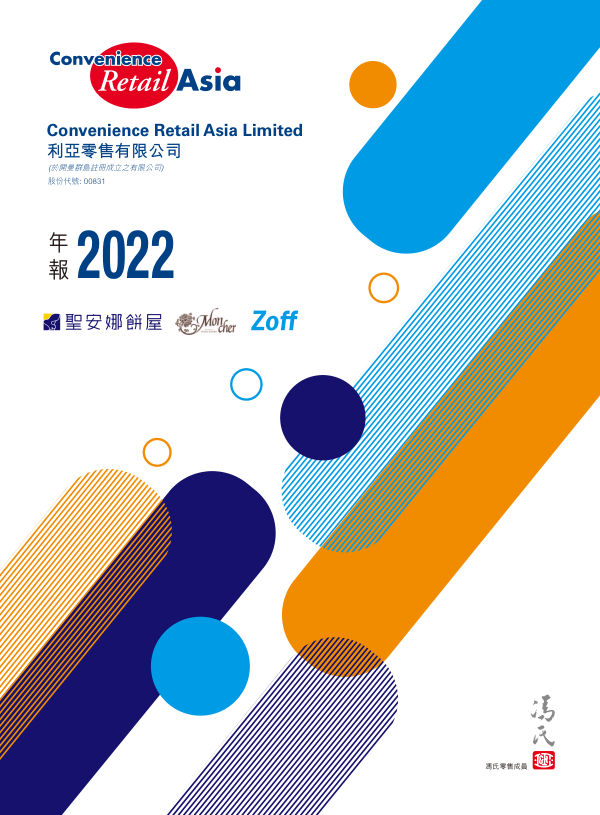 Convenience
Retail Asia
Convenience Retail Asia Limited
利亞零售有限公司
(於開曼群島註冊成立之有限公司)
股份代號: 00831
年報 2022
聖安娜餅屋
Mon cher
Zoff
馮氏
馮氏零售成員